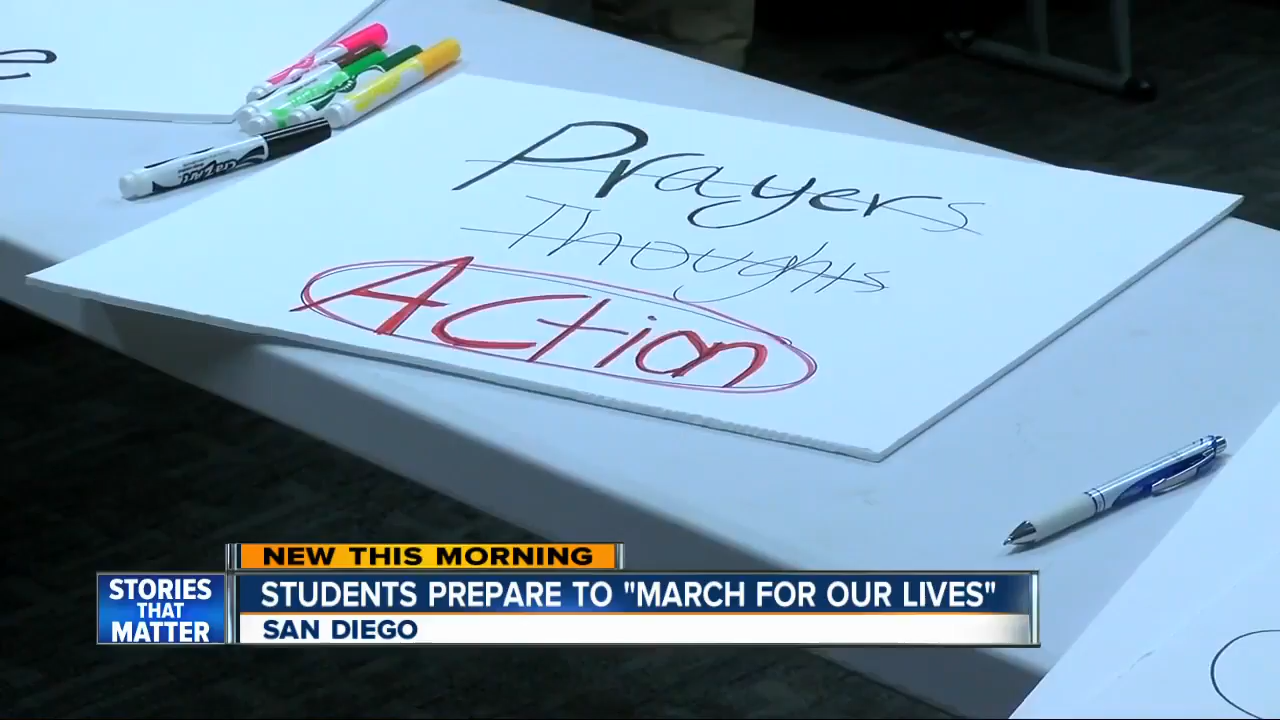 e
Prayers
Thoughts
Action
NEW THIS MORNING
STORIES
THAT
MATTER
STUDENTS PREPARE TO "MARCH FOR OUR LIVES"
SAN DIEGO